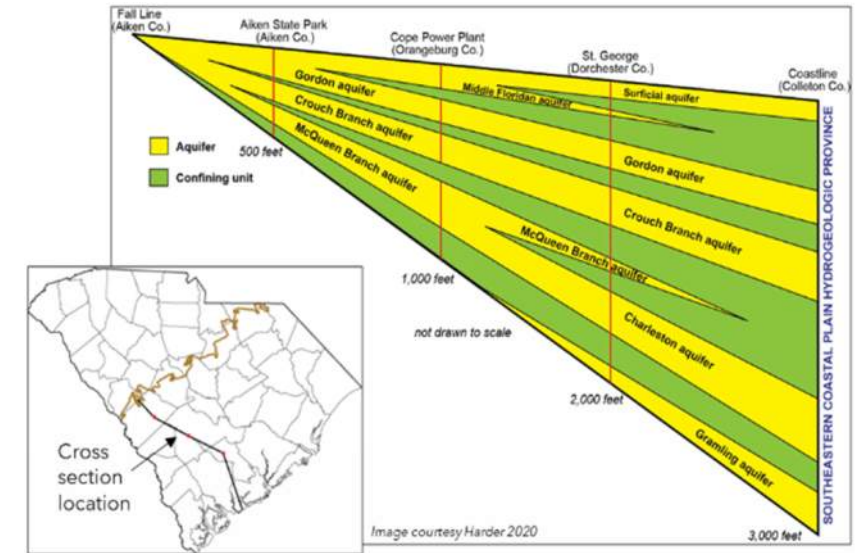 Fall Line
(Aiken Co.)
Aiken State Park
(Aiken Co.)
Cope Power Plant
(Orangeburg Co.)
St. George
(Dorchester Co.)
Coastline
(Colleton Co.)
Gordon aquifer
Middle Floridan aquifer
Surficial aquifer
Crouch Branch aquifer
McQueen Branch aquifer
Aquifer
Confining unit
500 feet
Gordon aquifer
Crouch Branch aquifer
McQueen Branch aquifer
1,000 feet
not drawn to scale
Charleston aquifer
2,000 feet
Gramling aquifer
3,000 feet
SOUTHEASTERN COASTAL PLAIN HYDROGEOLOGIC PROVINCE
Cross
section
location
Image courtesy Harder 2020